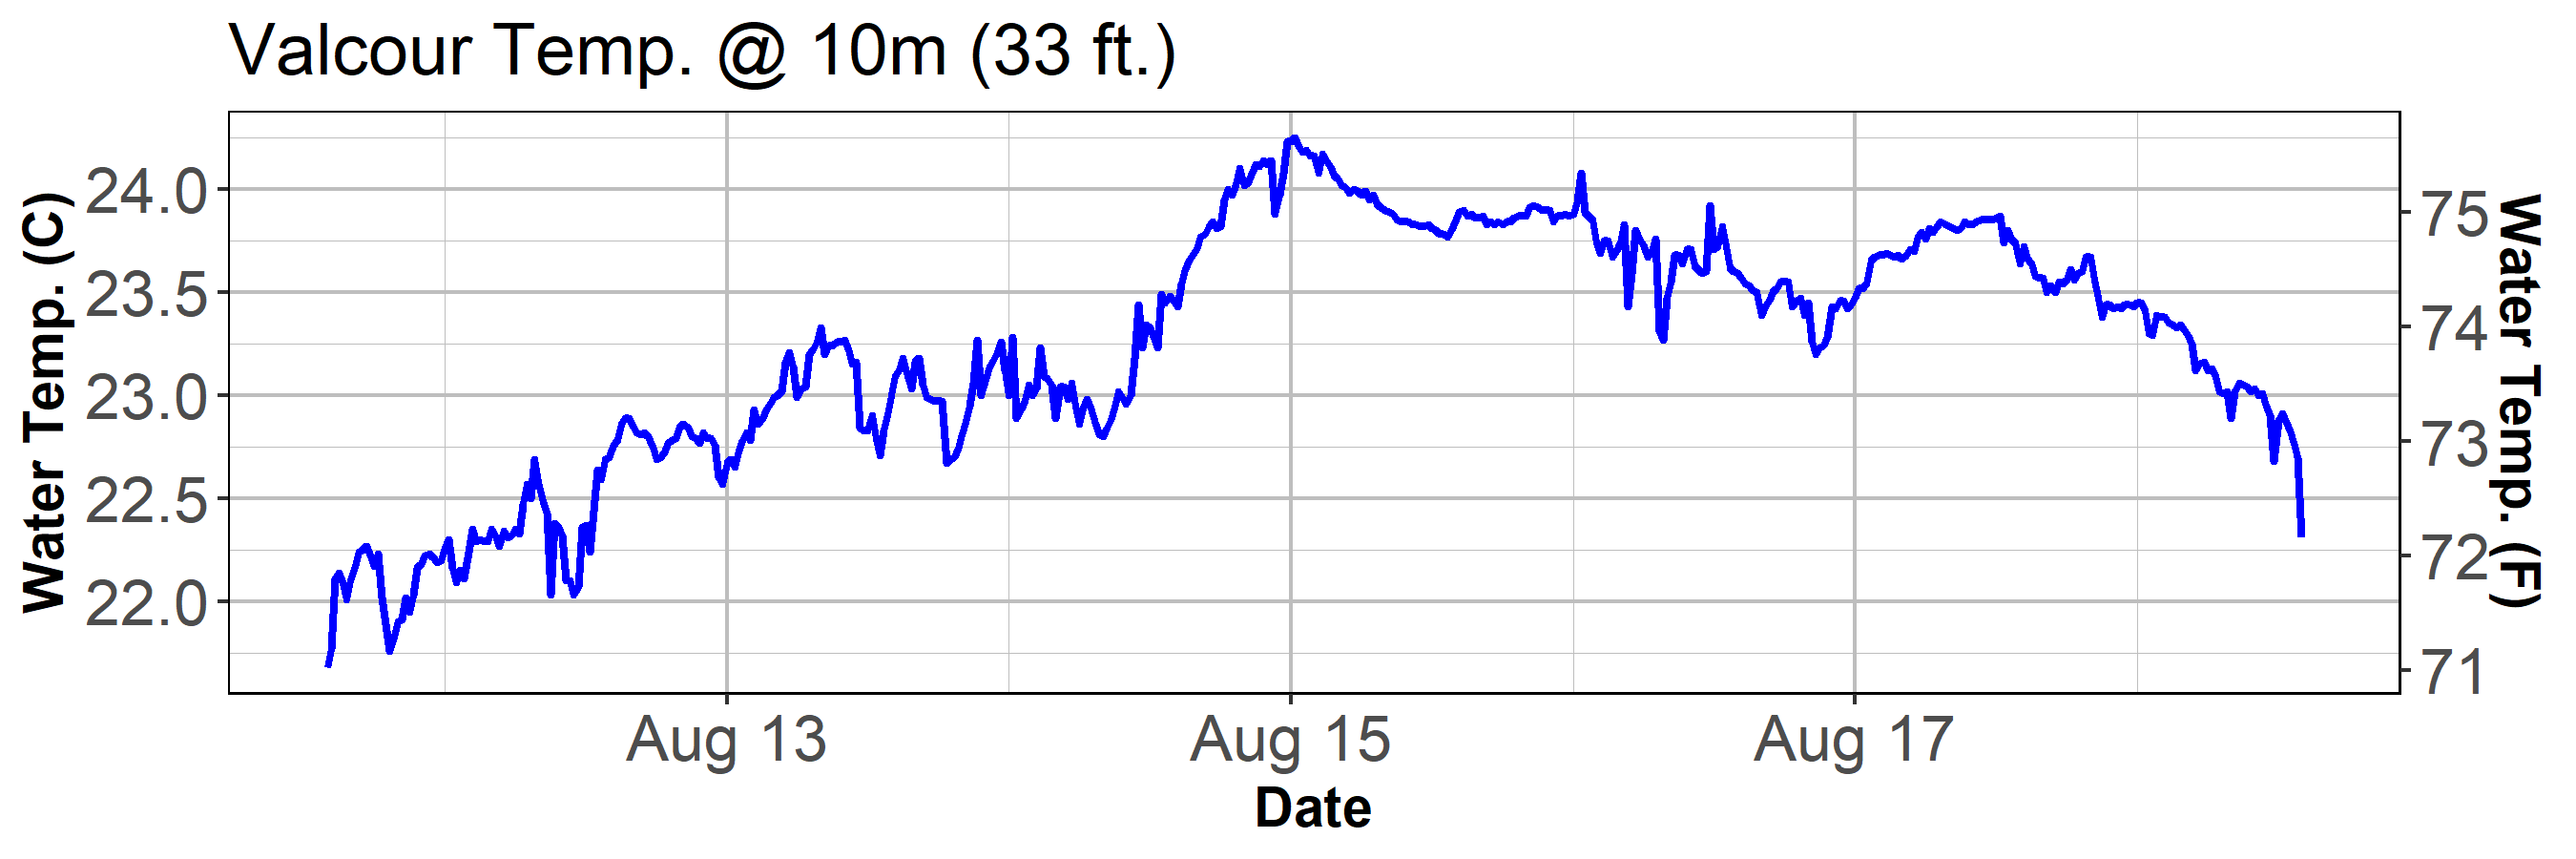 Valcour Temp. @ 10m (33 ft.)
Water Temp. (C)
24.0
23.5
23.0
22.5
22.0
75
74
73
72
71
Water Temp. (F)
Aug 13 Aug 15 Aug 17
Date